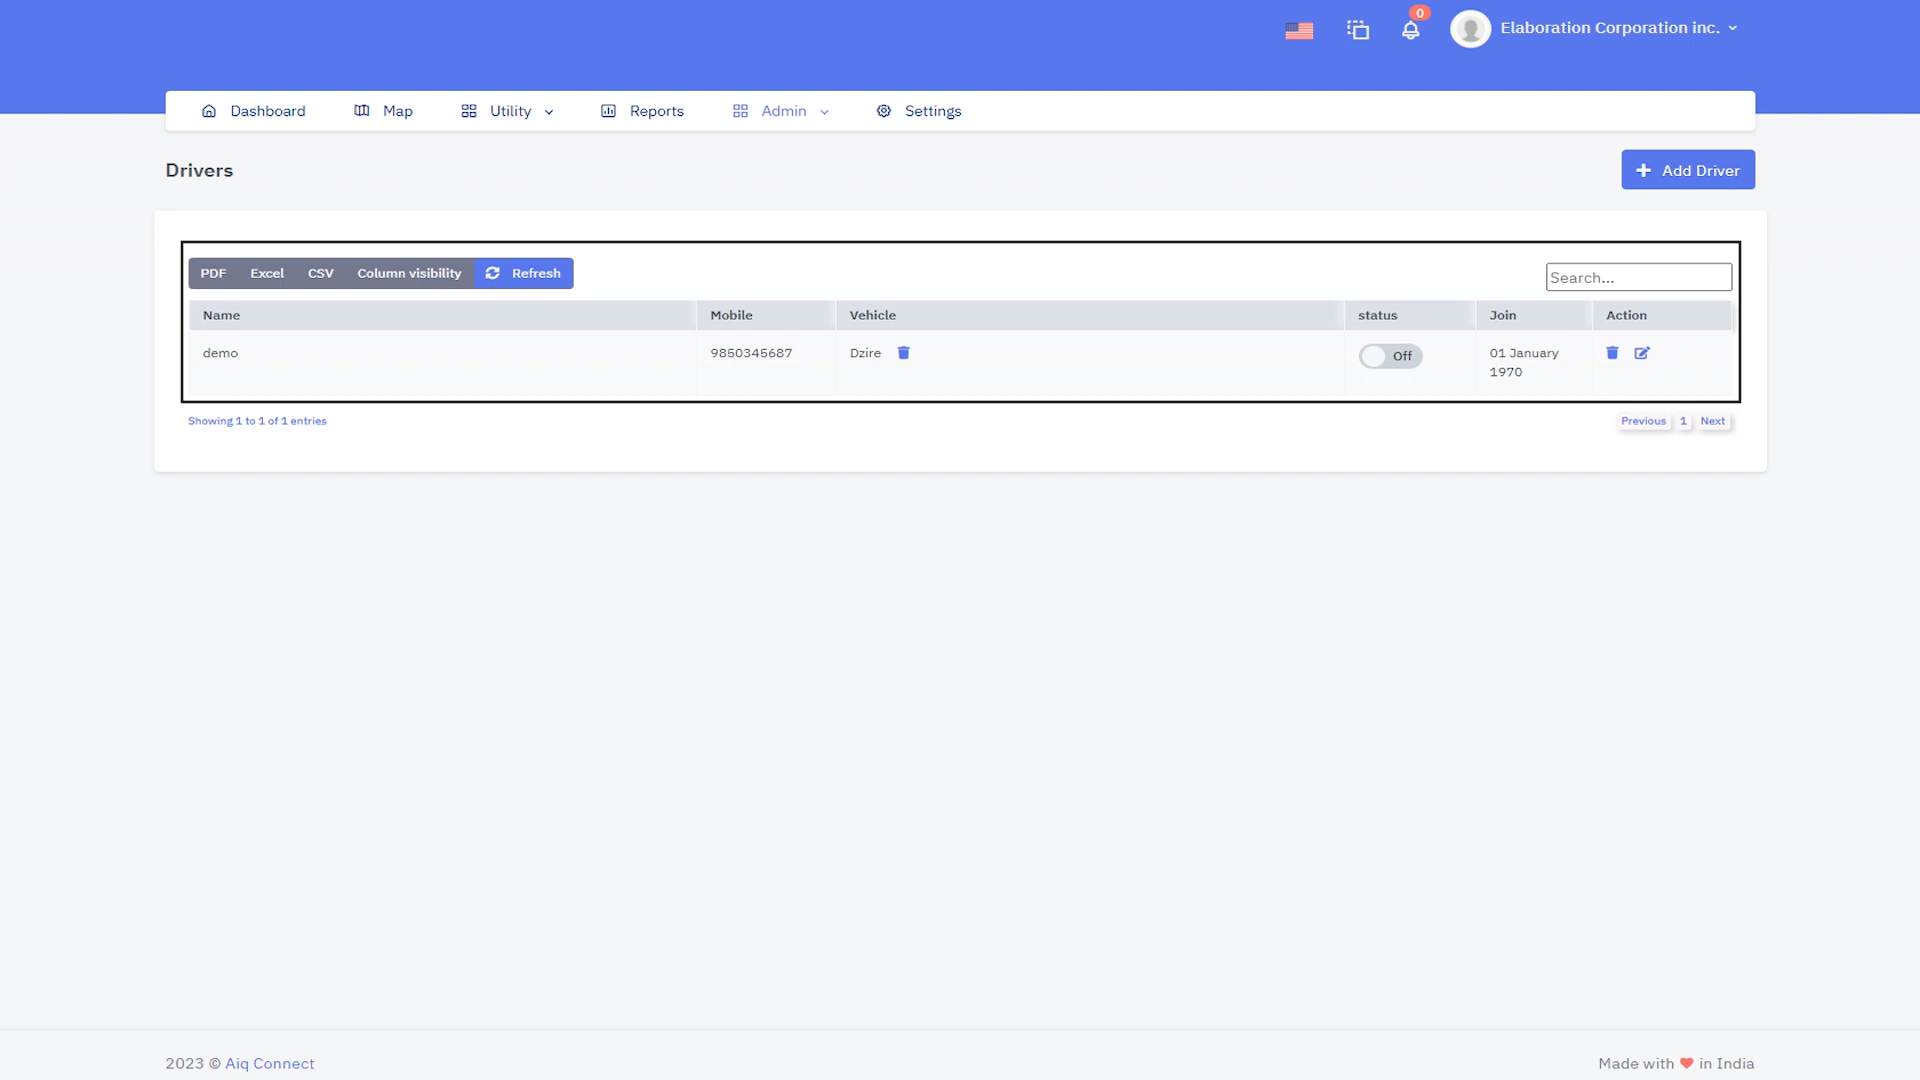 0
Elaboration Corporation inc.
Dashboard Map Utility Reports Admin Settings
Drivers
Add Driver
PDF Excel CSV Column visibility Refresh
Search...
Name Mobile Vehicle status Join Action
demo 9850345687 Dzire Off 01 January
1970
Showing 1 to 1 of 1 entries
Previous 1 Next
2023 © Aiq Connect
Made with ❤ in India